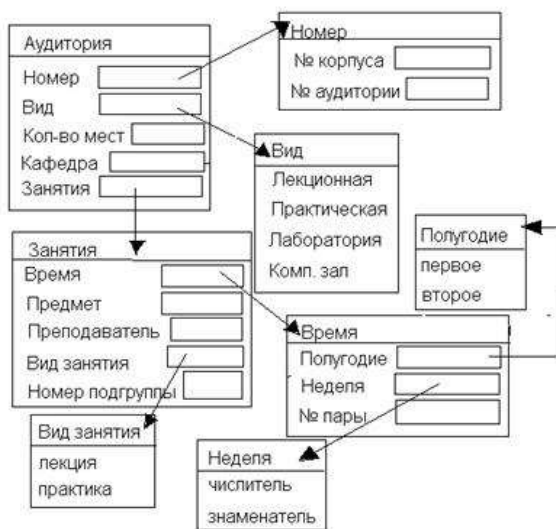 Аудитория
Номер
Вид
Кол-во мест
Кафедра
Занятия
Номер
№ корпуса
№ аудитории
Вид
Лекционная
Практическая
Лаборатория
Комп. зал
Полугодие
первое
второе
Занятия
Время
Предмет
Преподаватель
Вид занятия
Номер подгруппы
Время
Полугодие
Неделя
№ пары
Вид занятия
лекция
практика
Неделя
числитель
знаменатель